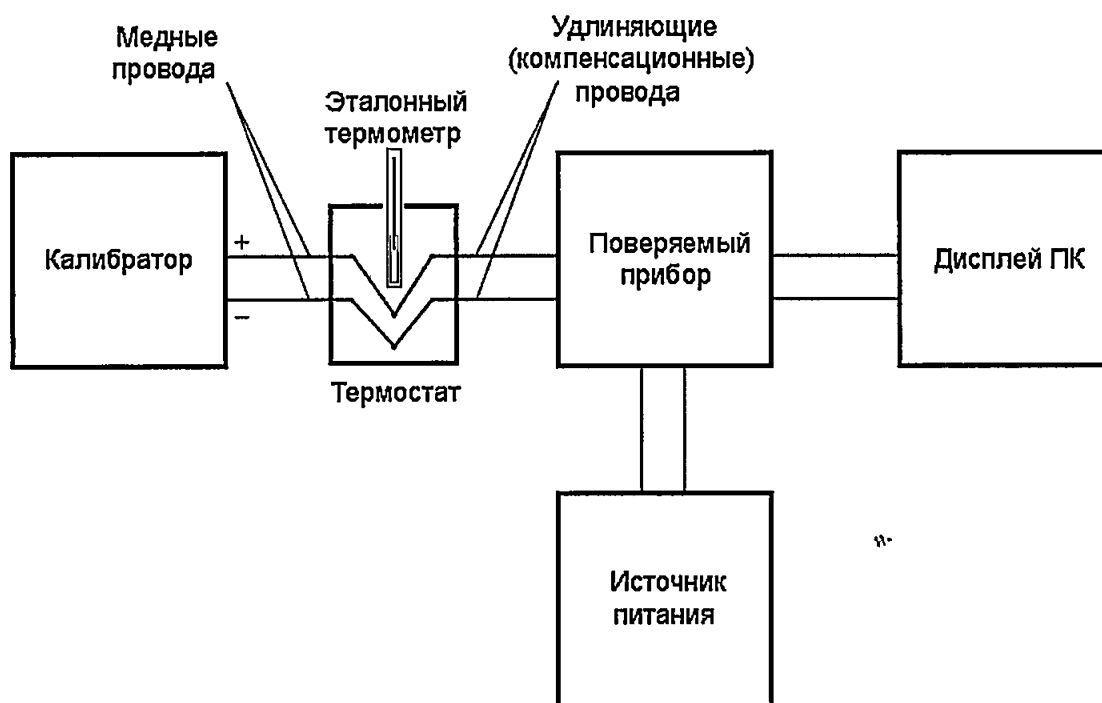 Медные
провода
Удлиняющие
(компенсационные)
провода
Эталонный
термометр
Калибратор
+
−
Термостат
Поверяемый
прибор
Дисплей ПК
Источник
питания